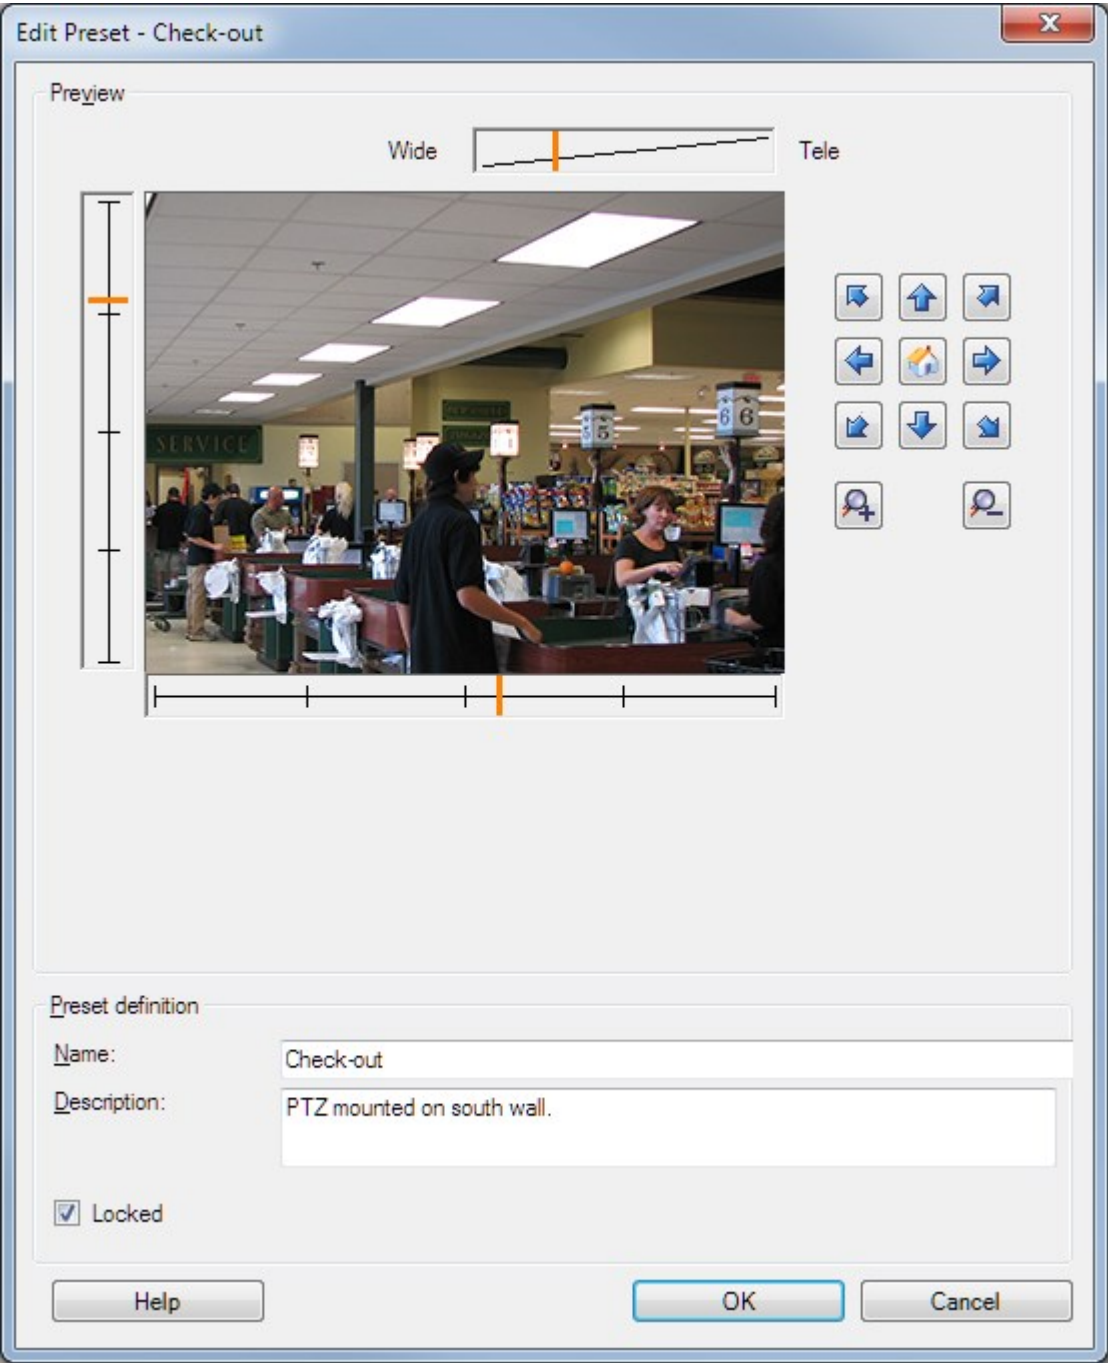 Edit Preset - Check-out
Preview
Wide
Tele
SERVICE
5 5
6 6
Preset definition
Name:
Check-out
Description:
PTZ mounted on south wall.
Locked
Help
OK
Cancel